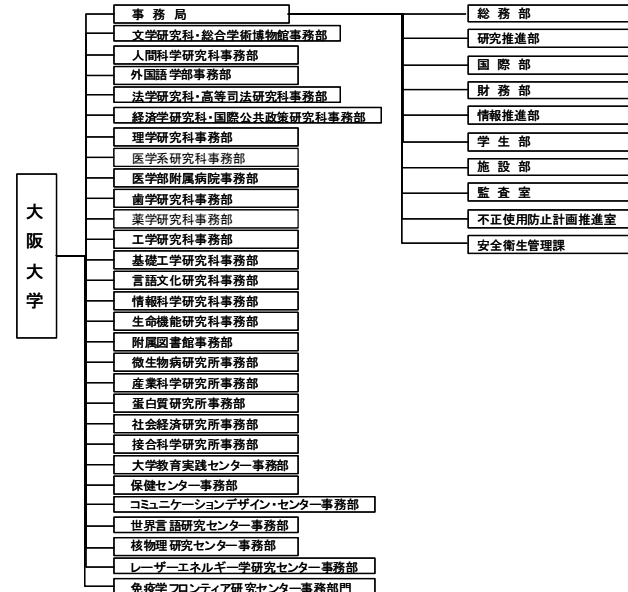 大阪大学
事務局
文学研究科・総合学術博物館事務部
人間科学研究科事務部
外国語学部事務部
法学研究科・高等司法研究科事務部
経済学研究科・国際公共政策研究科事務部
理学研究科事務部
医学系研究科事務部
医学部附属病院事務部
歯学研究科事務部
薬学研究科事務部
工学研究科事務部
基礎工学研究科事務部
言語文化研究科事務部
情報科学研究科事務部
生命機能研究科事務部
附属図書館事務部
微生物病研究所事務部
産業科学研究所事務部
蛋白質研究所事務部
社会経済研究所事務部
接合科学研究所事務部
大学教育実践センター事務部
保健センター事務部
コミュニケーションデザイン・センター事務部
世界言語研究センター事務部
核物理研究センター事務部
レーザーエネルギー学研究センター事務部
免疫学フロンティア研究センター事務部門
総務部
研究推進部
国際部
財務部
情報推進部
学生部
施設部
監査室
不正使用防止計画推進室
安全衛生管理課